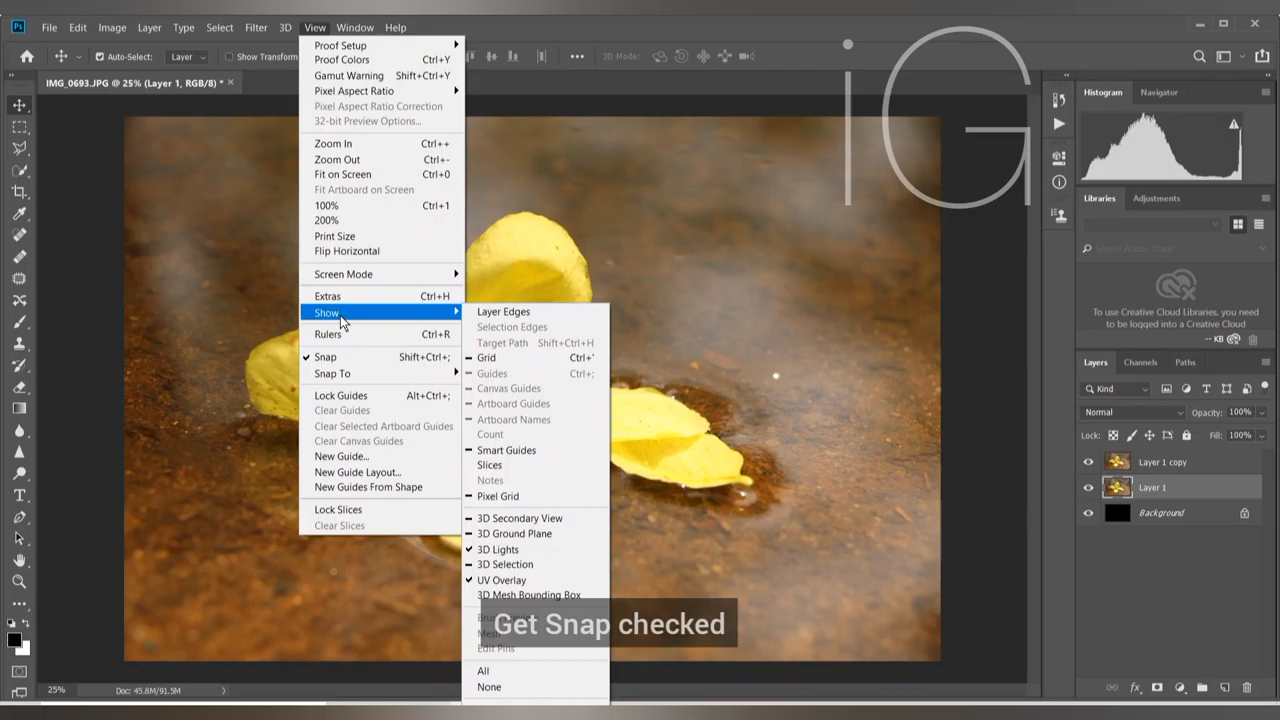 Ps File Edit Image Layer Type Select Filter 3D View Window Help
Auto-Select: Layer Show Transform 3D Mode:
IMG_0693.JPG @ 25% (Layer 1, RGB/8) *
iG
Proof Setup
Proof Colors Ctrl+Y
Gamut Warning Shift+Ctrl+Y
Pixel Aspect Ratio
Pixel Aspect Ratio Correction
32-bit Preview Options...
Zoom In Ctrl++
Zoom Out Ctrl+-
Fit on Screen Ctrl+0
Fit Artboard on Screen
100% Ctrl+1
200%
Print Size
Flip Horizontal
Screen Mode
Extras Ctrl+H
Show
Rulers Ctrl+R
Snap Shift+Ctrl+;
Snap To
Lock Guides Alt+Ctrl+;
Clear Guides
Clear Selected Artboard Guides
Clear Canvas Guides
New Guide...
New Guide Layout...
New Guides From Shape
Lock Slices
Clear Slices
Layer Edges
Selection Edges
Target Path Shift+Ctrl+H
Grid Ctrl+'
Guides Ctrl+;
Canvas Guides
Artboard Guides
Artboard Names
Count
Smart Guides
Slices
Notes
Pixel Grid
3D Secondary View
3D Ground Plane
3D Lights
3D Selection
UV Overlay
3D Mesh Bounding Box
Get Snap checked
Edit Pins
All
None
Histogram Navigator
Libraries Adjustments
Search Adobe Stock
To use Creative Cloud Libraries, you need
to be logged into a Creative Cloud
-- KB
Layers Channels Paths
Kind
Normal Opacity: 100%
Lock: Fill: 100%
Layer 1 copy
Layer 1
Background
25% Doc: 45.8M/91.5M